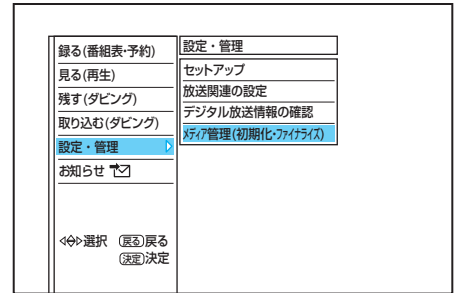 録る(番組表・予約)
見る(再生)
残す(ダビング)
取り込む(ダビング)
設定・管理
お知らせ
設定・管理
セットアップ
放送関連の設定
デジタル放送情報の確認
ﾒﾃﾞｨｱ管理(初期化・ﾌｧｲﾅﾗｲｽﾞ)
選択 戻る戻る
決定決定